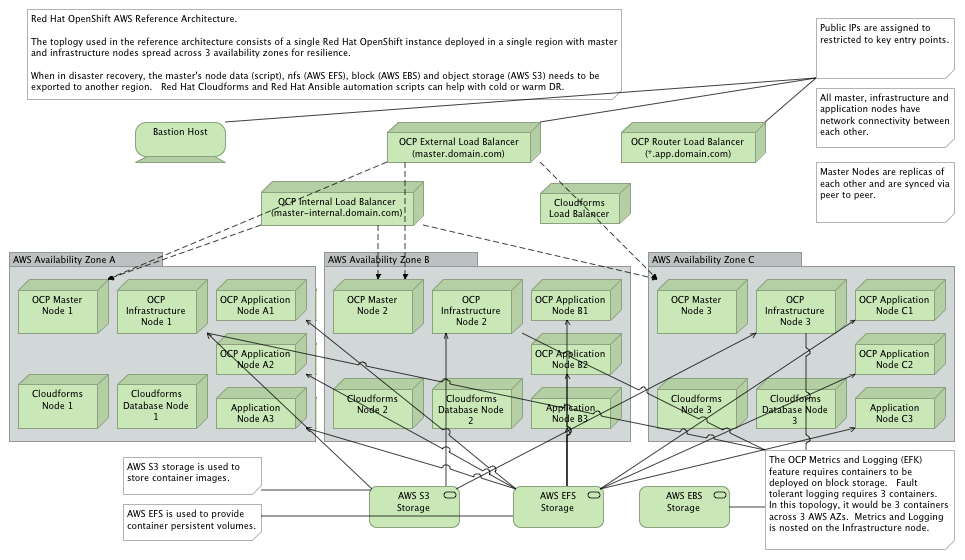 Red Hat OpenShift AWS Reference Architecture.
The toplogy used in the reference architecture consists of a single Red Hat OpenShift instance deployed in a single region with master
and infrastructure nodes spread across 3 availability zones for resilience.
When in disaster recovery, the master's node data (script), nfs (AWS EFS), block (AWS EBS) and object storage (AWS S3) needs to be
exported to another region.   Red Hat Cloudforms and Red Hat Ansible automation scripts can help with cold or warm DR.
Public IPs are assigned to
restricted to key entry points.
All master, infrastructure and
application nodes have
network connectivity between
each other.
Master Nodes are replicas of
each other and are synced via
peer to peer.
Bastion Host
OCP External Load Balancer
(master.domain.com)
OCP Router Load Balancer
(*.app.domain.com)
OCP Internal Load Balancer
(master-internal.domain.com)
Cloudforms
Load Balancer
AWS Availability Zone A
OCP Master
Node 1
OCP
Infrastructure
Node 1
OCP Application
Node A1
OCP Application
Node A2
Cloudforms
Node 1
Cloudforms
Database Node
1
Application
Node A3
AWS Availability Zone B
OCP Master
Node 2
OCP
Infrastructure
Node 2
OCP Application
Node B1
OCP Application
Node B2
Cloudforms
Node 2
Cloudforms
Database Node
2
Application
Node B3
AWS Availability Zone C
OCP Master
Node 3
OCP
Infrastructure
Node 3
OCP Application
Node C1
OCP Application
Node C2
Cloudforms
Node 3
Cloudforms
Database Node
3
Application
Node C3
AWS S3 storage is used to
store container images.
AWS EFS is used to provide
container persistent volumes.
AWS S3
Storage
AWS EFS
Storage
AWS EBS
Storage
The OCP Metrics and Logging (EFK)
feature requires containers to be
deployed on block storage.   Fault
tolerant logging requires 3 containers.
In this topology, it would be 3 containers
across 3 AWS AZs.  Metrics and Logging
is nosted on the Infrastructure node.